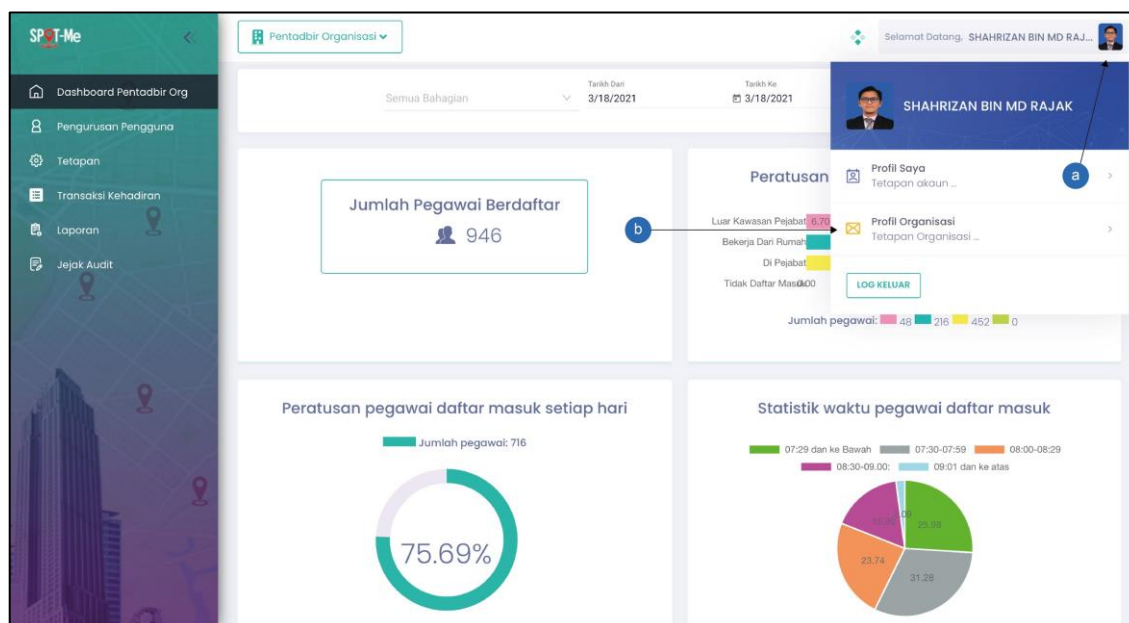 SPOT-Me
Pentadbir Organisasi
Selamat Datang, SHAHRIZAN BIN MD RAJ...
Dashboard Pentadbir Org
Pengurusan Pengguna
Tetapan
Transaksi Kehadiran
Laporan
Jejak Audit
Semua Bahagian
Tarikh Dari
3/18/2021
Tarikh Ke
3/18/2021
SHAHRIZAN BIN MD RAJAK
Profil Saya
Tetapan akaun ...
a
Profil Organisasi
Tetapan Organisasi ...
b
LOG KELUAR
Jumlah Pegawai Berdaftar
946
Peratusan
Luar Kawasan Pejabat 6.70
Bekerja Dari Rumah
Di Pejabat
Tidak Daftar Masuk 0.00
Jumlah pegawai: 48 216 452 0
Peratusan pegawai daftar masuk setiap hari
Jumlah pegawai: 716
75.69%
Statistik waktu pegawai daftar masuk
07:29 dan ke Bawah 07:30-07:59 08:00-08:29
08:30-09.00: 09:01 dan ke atas
25.98
23.74
31.28